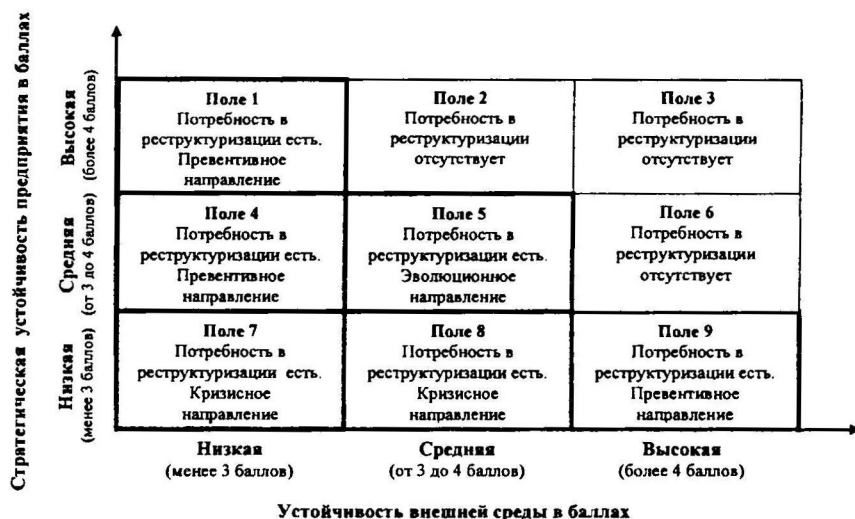 Стратегическая устойчивость предприятия в баллах
Высокая
(более 4 баллов)
Поле 1
Потребность в
реструктуризации есть.
Превентивное
направление
Поле 2
Потребность в
реструктуризации
отсутствует
Поле 3
Потребность в
реструктуризации
отсутствует
Средняя
(от 3 до 4 баллов)
Поле 4
Потребность в
реструктуризации есть.
Превентивное
направление
Поле 5
Потребность в
реструктуризации есть.
Эволюционное
направление
Поле 6
Потребность в
реструктуризации
отсутствует
Низкая
(менее 3 баллов)
Поле 7
Потребность в
реструктуризации есть.
Кризисное
направление
Поле 8
Потребность в
реструктуризации есть.
Кризисное
направление
Поле 9
Потребность в
реструктуризации есть.
Превентивное
направление
Низкая
(менее 3 баллов)
Средняя
(от 3 до 4 баллов)
Высокая
(более 4 баллов)
Устойчивость внешней среды в баллах